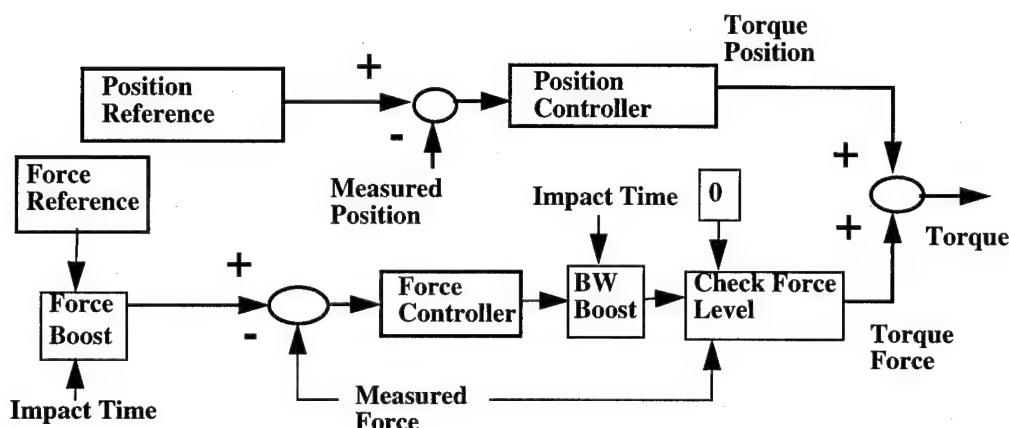 Torque
Position
+
Position
Reference
Position
Controller
-
Force
Reference
Measured
Position
+
Impact Time
0
+
Torque
+
Force
Boost
-
Force
Controller
BW
Boost
Check Force
Level
Torque
Force
Impact Time
Measured
Force